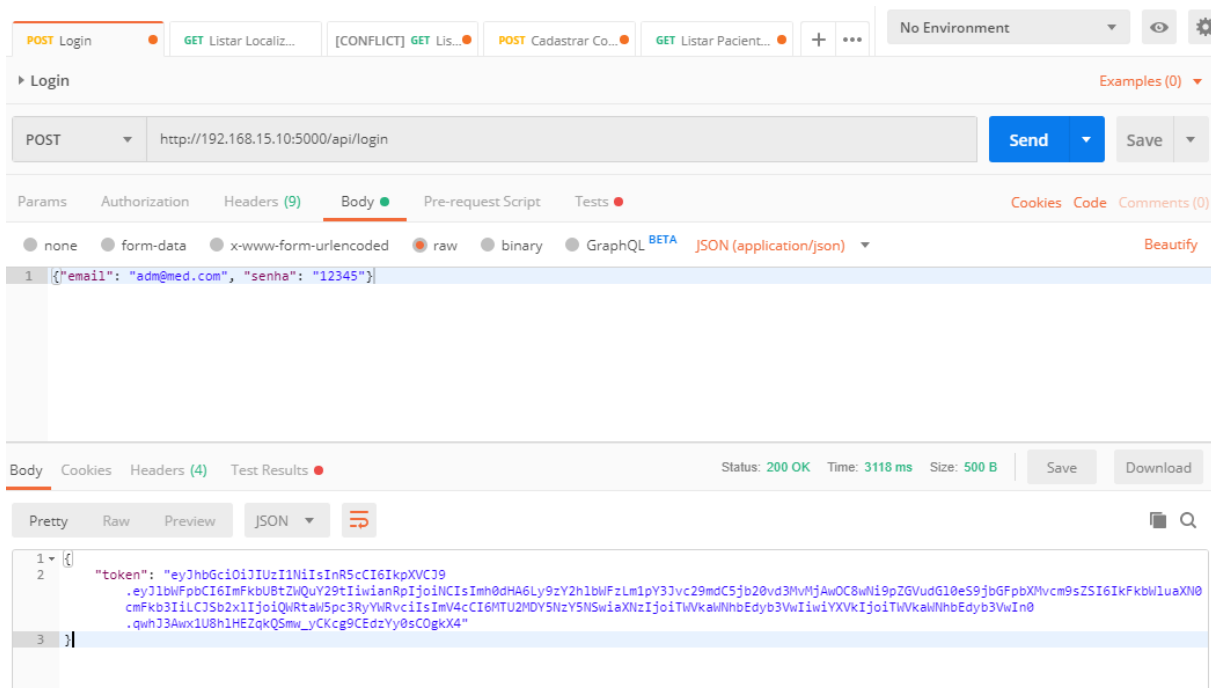 POST Login GET Listar Localiz... [CONFLICT] GET Lis... POST Cadastrar Co... GET Listar Pacient... + ••• No Environment
Login Examples (0)
POST http://192.168.15.10:5000/api/login Send Save
Params Authorization Headers (9) Body Pre-request Script Tests Cookies Code Comments (0)
none form-data x-www-form-urlencoded raw binary GraphQL BETA JSON (application/json) Beautify
1 {"email": "adm@med.com", "senha": "12345"}
Body Cookies Headers (4) Test Results Status: 200 OK Time: 3118 ms Size: 500 B Save Download
Pretty Raw Preview JSON
1 {
2 "token": "eyJhbGciOiJIUzI1NiIsInR5cCI6IkpXVCJ9
.eyJlbWFpbCI6ImFkbUBtZWQuY29tIiwianRpIjoiNCIsImh0dHA6Ly9zY2hlbWFzLm1pY3Jvc29mdC5jb20vd3MvMjAwOC8wNi9pZGVudGl0eS9jbGFpbXMvcm9sZSI6IkFkbWluaXN0
cmFkb3IiLCJSb2xlIjoiQWRtaW5pc3RyYWRvciIsImV4cCI6MTU2MDY5NzY5NSwiaXNzIjoiTWVkaWNhbEdyb3VwIiwiYXVkIjoiTWVkaWNhbEdyb3VwIn0
.qwhJ3Awx1U8hlHEZqkQSmw_yCKcg9CEdzYy0sCOgkX4"
3 }